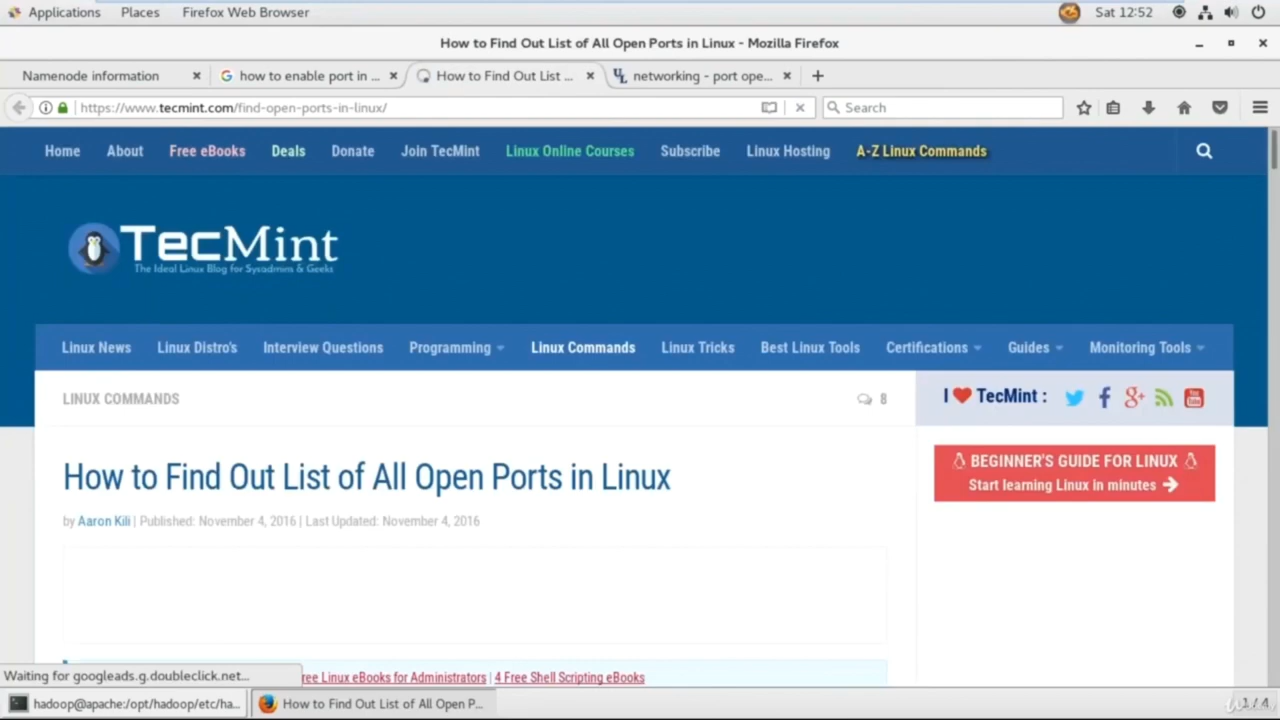 Applications Places Firefox Web Browser Sat 12:52
How to Find Out List of All Open Ports in Linux - Mozilla Firefox
Namenode information how to enable port in ... How to Find Out List ... networking - port ope...
https://www.tecmint.com/find-open-ports-in-linux/ Search
Home About Free eBooks Deals Donate Join TecMint Linux Online Courses Subscribe Linux Hosting A-Z Linux Commands
TecMint
The Ideal Linux Blog for Sysadmins & Geeks
Linux News Linux Distro's Interview Questions Programming Linux Commands Linux Tricks Best Linux Tools Certifications Guides Monitoring Tools
LINUX COMMANDS 8
I ❤ TecMint :
BEGINNER'S GUIDE FOR LINUX
Start learning Linux in minutes
How to Find Out List of All Open Ports in Linux
by Aaron Kili | Published: November 4, 2016 | Last Updated: November 4, 2016
Waiting for googleads.g.doubleclick.net...
ree Linux eBooks for Administrators | 4 Free Shell Scripting eBooks
hadoop@apache:/opt/hadoop/etc/ha... How to Find Out List of All Open P... 1 / 4